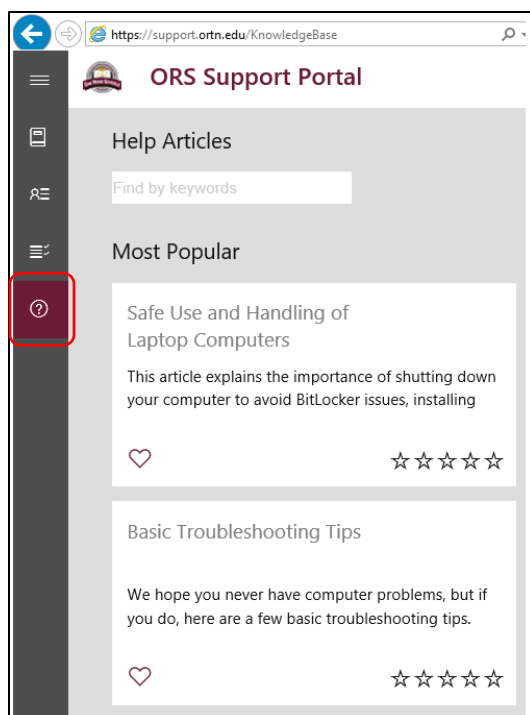 https://support.ortn.edu/KnowledgeBase
ORS Support Portal
Help Articles
Find by keywords
Most Popular
Safe Use and Handling of
Laptop Computers
This article explains the importance of shutting down
your computer to avoid BitLocker issues, installing
Basic Troubleshooting Tips
We hope you never have computer problems, but if
you do, here are a few basic troubleshooting tips.